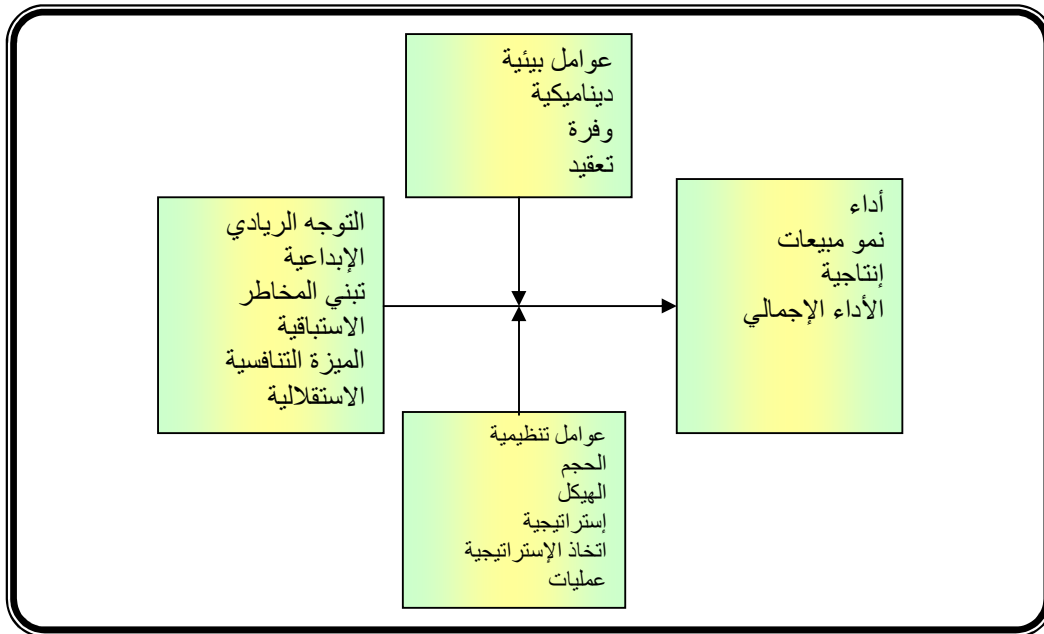 عوامل بيئية
ديناميكية
وفرة
تعقيد
التوجه الريادي
الإبداعية
تبني المخاطر
الاستباقية
الميزة التنافسية
الاستقلالية
أداء
نمو مبيعات
إنتاجية
الأداء الإجمالي
عوامل تنظيمية
الحجم
الهيكل
إستراتيجية
اتخاذ الإستراتيجية
عمليات